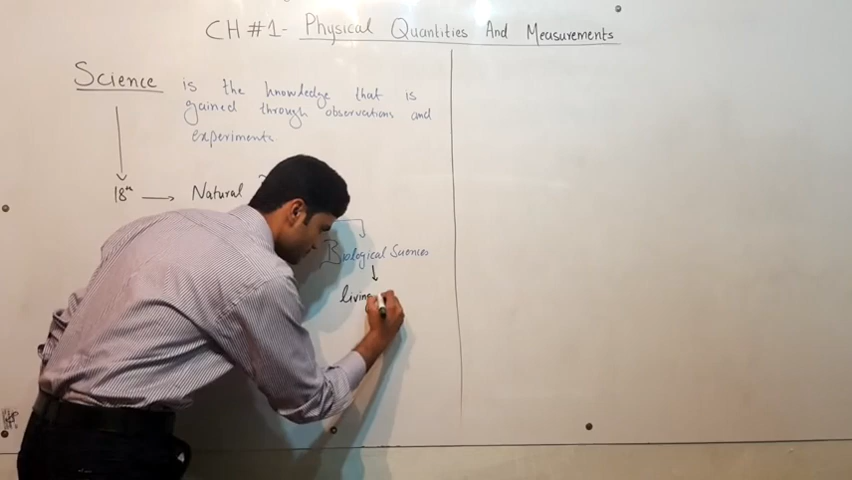 CH #1- Physical Quantities And Measurements
Science is the knowledge that is
gained through observations and
experiments
18th → Natural
Biological Sciences
living